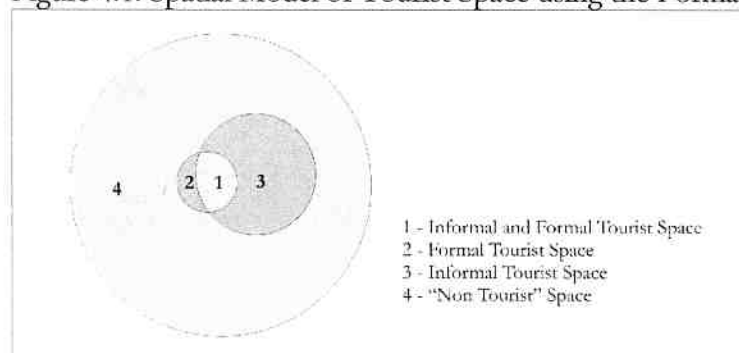 Spatial Model of Tourist Space using the
4
2
1
3
1 - Informal and Formal Tourist Space
2 - Formal Tourist Space
3 - Informal Tourist Space
4 - “Non Tourist” Space